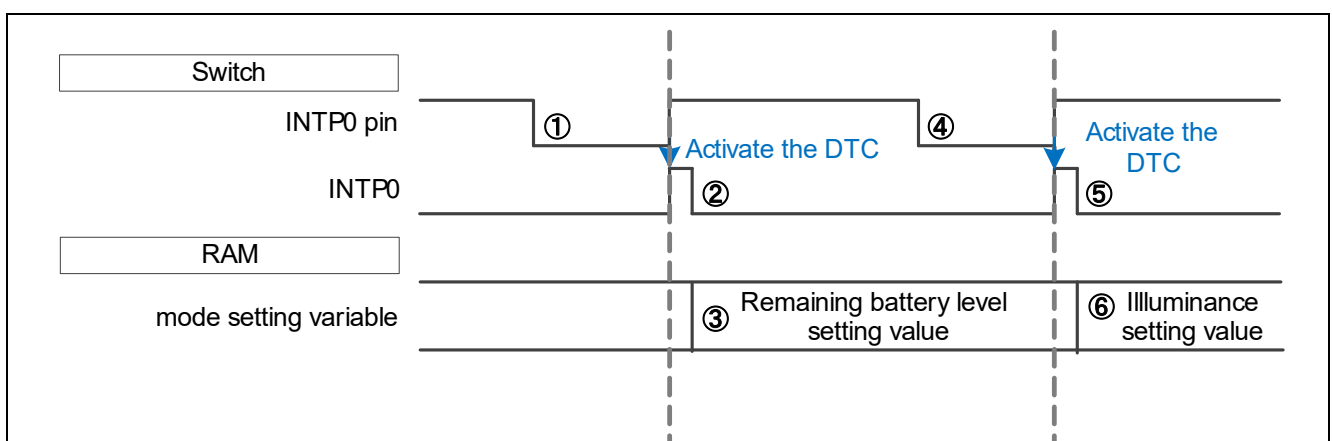 Switch
INTP0 pin
①
④
Activate the DTC
Activate the
DTC
INTP0
②
⑤
RAM
mode setting variable
③ Remaining battery level
setting value
⑥ Illuminance
setting value